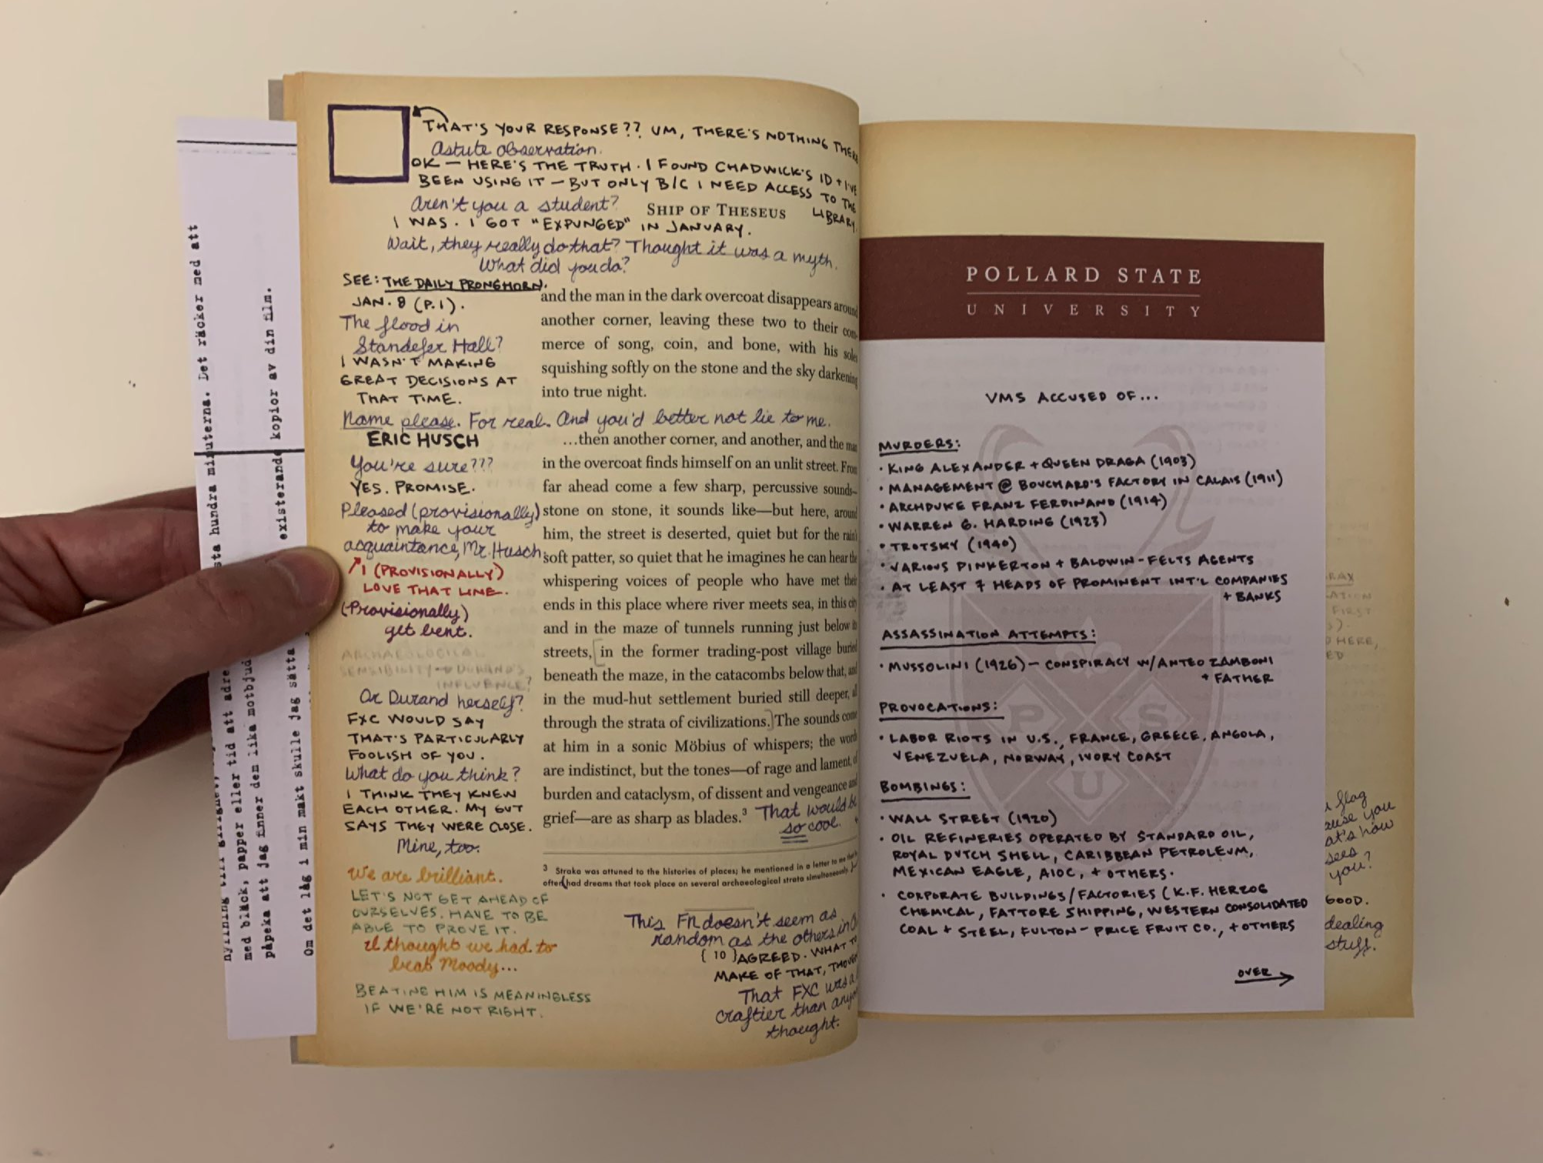 THAT'S YOUR RESPONSE?? UM, THERE'S NOTHING THERE
Astute observation.
OK — HERE'S THE TRUTH. I FOUND CHADWICK'S ID + I'VE
BEEN USING IT — BUT ONLY B/C I NEED ACCESS TO THE LIBRARY.
Aren't you a student?
SHIP OF THESEUS
I WAS. I GOT "EXPUNGED" IN JANUARY.
Wait, they really do that? Thought it was a myth.
What did you do?
SEE: THE DAILY PRONGHORN.
JAN. 8 (P.1).
The flood in
Standefer Hall?
I WASN'T MAKING
GREAT DECISIONS AT
THAT TIME.
Name please. For real. And you'd better not lie to me.
ERIC HUSCH
You're sure???
YES. PROMISE.
Pleased (provisionally)
to make your
acquaintance, Mr. Husch.
I (PROVISIONALLY)
LOVE THAT LINE.
(Provisionally)
get bent.
ARCHAEOLOGICAL
SENSIBILITY → DURAND'S
INFLUENCE?
Or Durand herself?
FXC WOULD SAY
THAT'S PARTICULARLY
FOOLISH OF YOU.
What do you think?
I THINK THEY KNEW
EACH OTHER. MY GUT
SAYS THEY WERE CLOSE.
Mine, too.
We are brilliant.
LET'S NOT GET AHEAD OF
OURSELVES. HAVE TO BE
ABLE TO PROVE IT.
I thought we had to
beat Moody...
BEATING HIM IS MEANINGLESS
IF WE'RE NOT RIGHT.
and the man in the dark overcoat disappears around
another corner, leaving these two to their com-
merce of song, coin, and bone, with his soles
squishing softly on the stone and the sky darkening
into true night.
…then another corner, and another, and the man
in the overcoat finds himself on an unlit street. From
far ahead come a few sharp, percussive sounds—
stone on stone, it sounds like—but here, around
him, the street is deserted, quiet but for the rain's
soft patter, so quiet that he imagines he can hear the
whispering voices of people who have met their
ends in this place where river meets sea, in this city
and in the maze of tunnels running just below its
streets, in the former trading-post village buried
beneath the maze, in the catacombs below that, and
in the mud-hut settlement buried still deeper, all
through the strata of civilizations. The sounds come
at him in a sonic Möbius of whispers; the words
are indistinct, but the tones—of rage and lament, of
burden and cataclysm, of dissent and vengeance and
grief—are as sharp as blades.3
That would be
so cool.
3 Straka was attuned to the histories of places; he mentioned in a letter to me that he
often had dreams that took place on several archaeological strata simultaneously.
This FN doesn't seem as
random as the others in
{ 10 }
AGREED. WHAT TO
MAKE OF THAT, THOUGH?
That FXC was a lot
craftier than anyone
thought.
POLLARD STATE
UNIVERSITY
VMS ACCUSED OF...
MURDERS:
• KING ALEXANDER + QUEEN DRAGA (1903)
• MANAGEMENT @ BOUCHARD'S FACTORY IN CALAIS (1911)
• ARCHDUKE FRANZ FERDINAND (1914)
• WARREN G. HARDING (1923)
• TROTSKY (1940)
• VARIOUS PINKERTON + BALDWIN-FELTS AGENTS
• AT LEAST 7 HEADS OF PROMINENT INT'L COMPANIES
+ BANKS
ASSASSINATION ATTEMPTS:
• MUSSOLINI (1926) — CONSPIRACY W/ ANTEO ZAMBONI
+ FATHER
PROVOCATIONS:
• LABOR RIOTS IN U.S., FRANCE, GREECE, ANGOLA,
VENEZUELA, NORWAY, IVORY COAST
BOMBINGS:
• WALL STREET (1920)
• OIL REFINERIES OPERATED BY STANDARD OIL,
ROYAL DUTCH SHELL, CARIBBEAN PETROLEUM,
MEXICAN EAGLE, AIOC, + OTHERS.
• CORPORATE BUILDINGS/FACTORIES (K.F. HERZOG
CHEMICAL, FATTORE SHIPPING, WESTERN CONSOLIDATED
COAL + STEEL, FULTON-PRICE FRUIT CO., + OTHERS
OVER →
P S U
FIRST
HERE,
flag
you
what's how
sees
you?
GOOD.
dealing
stuff.
hundra minuterna. Det räcker med att
med bläck, papper eller tid att
påpeka att jag finner den lika
Om det låg i min makt skulle jag sätta
existerande kopior av din film.